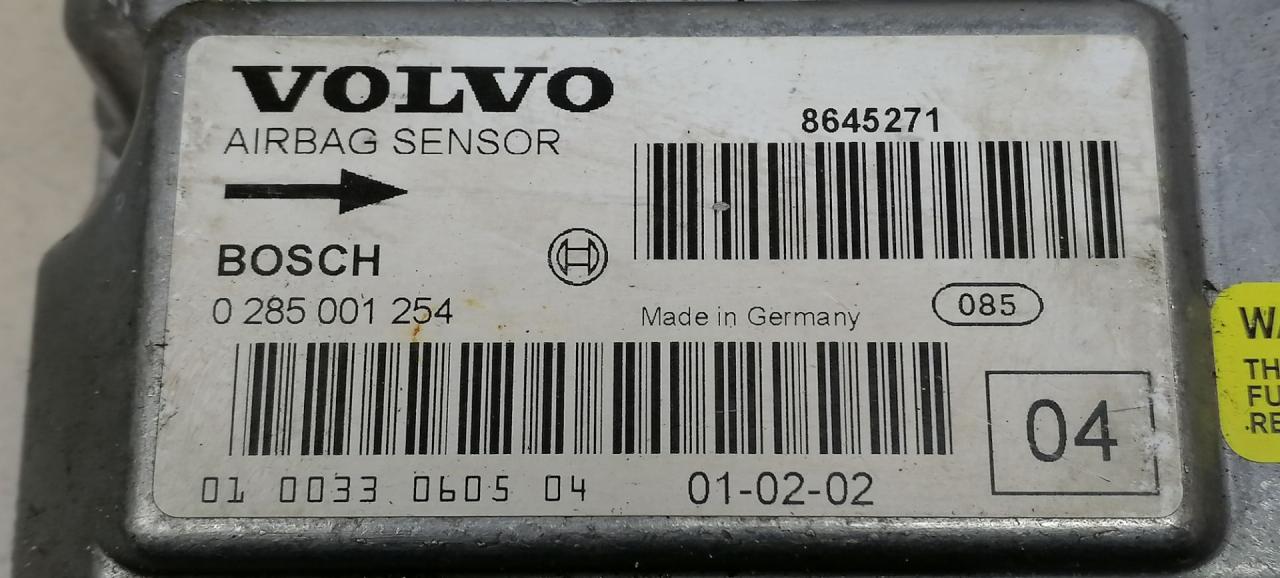 VOLVO
AIRBAG SENSOR
8645271
BOSCH
0 285 001 254
Made in Germany
085
04
01 0033 0605 04
01-02-02